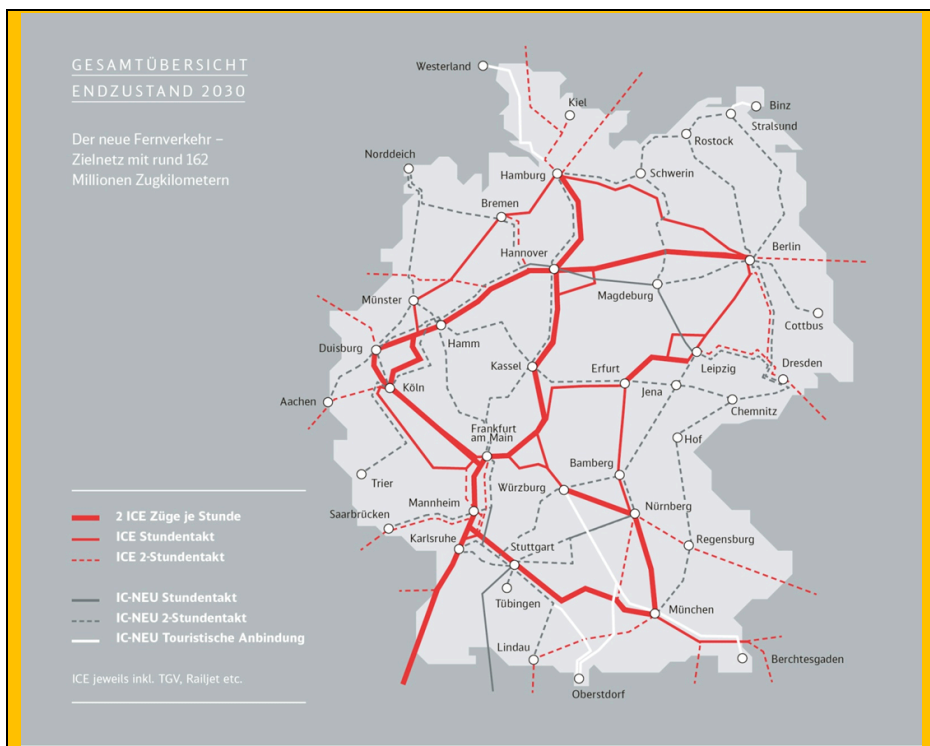 GESAMTÜBERSICHT
ENDZUSTAND 2030
Der neue Fernverkehr –
Zielnetz mit rund 162
Millionen Zugkilometern
Westerland
Kiel
Binz
Stralsund
Rostock
Norddeich
Hamburg
Schwerin
Bremen
Hannover
Berlin
Magdeburg
Münster
Cottbus
Hamm
Duisburg
Kassel
Erfurt
Leipzig
Dresden
Köln
Jena
Aachen
Chemnitz
Frankfurt
am Main
Hof
Bamberg
Trier
Würzburg
Mannheim
Saarbrücken
Nürnberg
Karlsruhe
Stuttgart
Regensburg
Tübingen
München
Lindau
Berchtesgaden
Oberstdorf
2 ICE Züge je Stunde
ICE Stundentakt
ICE 2-Stundentakt
IC-NEU Stundentakt
IC-NEU 2-Stundentakt
IC-NEU Touristische Anbindung
ICE jeweils inkl. TGV, Railjet etc.